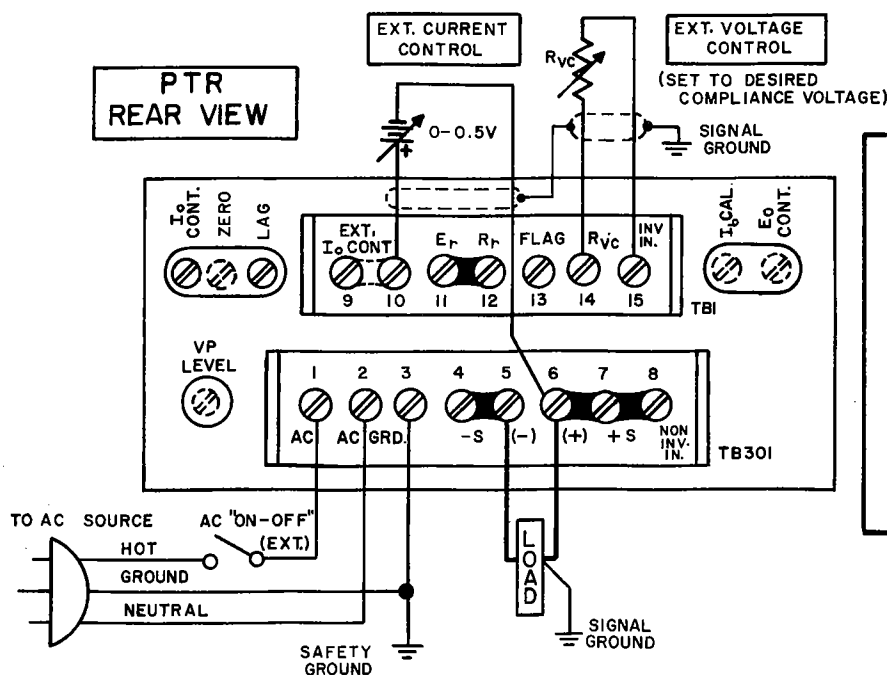 EXT. CURRENT
CONTROL
EXT. VOLTAGE
CONTROL
(SET TO DESIRED
COMPLIANCE VOLTAGE)
PTR
REAR VIEW
RVC
0-0.5V
+
SIGNAL
GROUND
Io
CONT.
ZERO
LAG
EXT.
Io CONT
Er
Rr
FLAG
RVC
INV
IN.
Io CAL.
Eo
CONT.
9
10
11
12
13
14
15
TB1
VP
LEVEL
1
2
3
4
5
6
7
8
AC
AC
GRD.
-S
(-)
(+)
+S
NON
INV.
IN.
TB301
TO AC SOURCE
AC "ON-OFF"
(EXT.)
HOT
GROUND
NEUTRAL
LOAD
SAFETY
GROUND
SIGNAL
GROUND